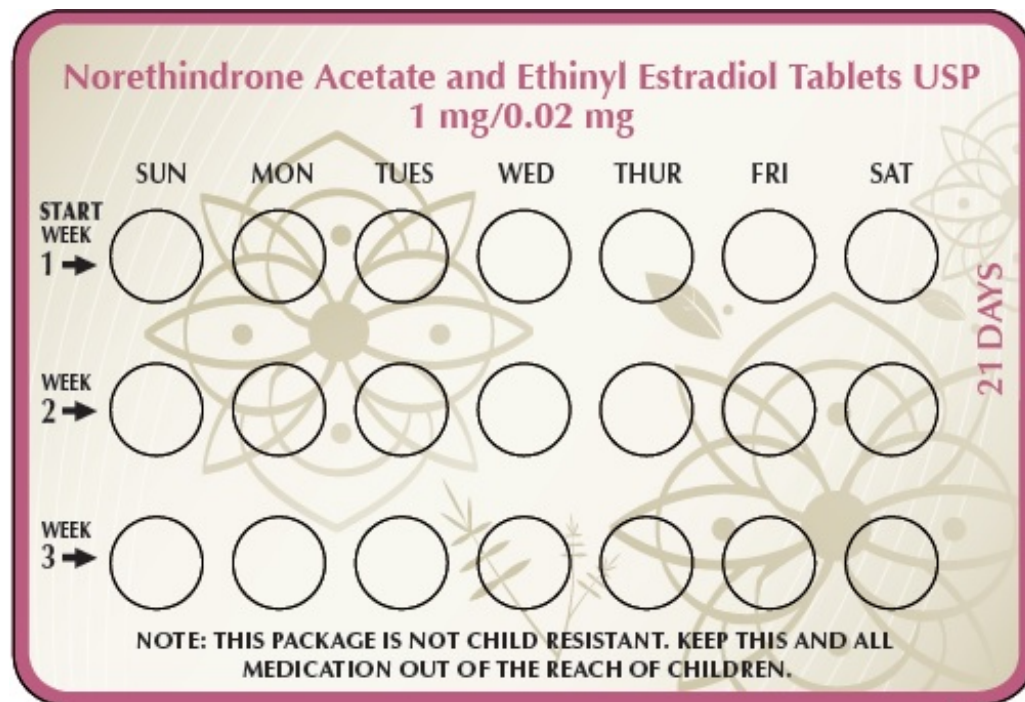 Norethindrone Acetate and Ethinyl Estradiol Tablets USP
1 mg/0.02 mg
SUN MON TUES WED THUR FRI SAT
START
WEEK
1
WEEK
2
WEEK
3
21 DAYS
NOTE: THIS PACKAGE IS NOT CHILD RESISTANT. KEEP THIS AND ALL
MEDICATION OUT OF THE REACH OF CHILDREN.